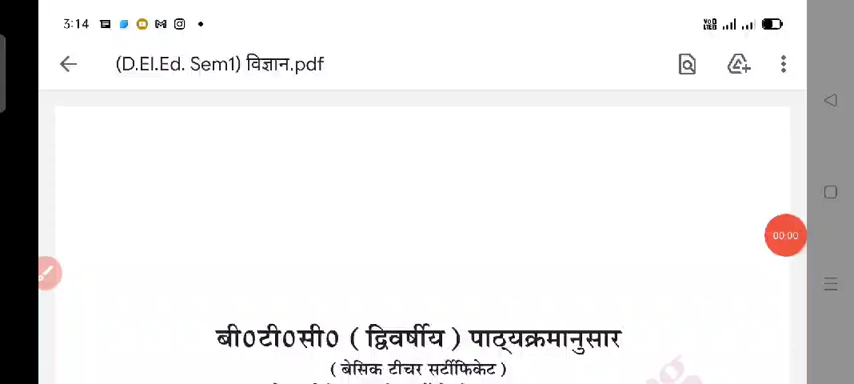 3:14
(D.El.Ed. Sem1) विज्ञान.pdf
00:00
बी0टी0सी0 ( द्विवर्षीय ) पाठ्यक्रमानुसार
( बेसिक टीचर सर्टीफिकेट )